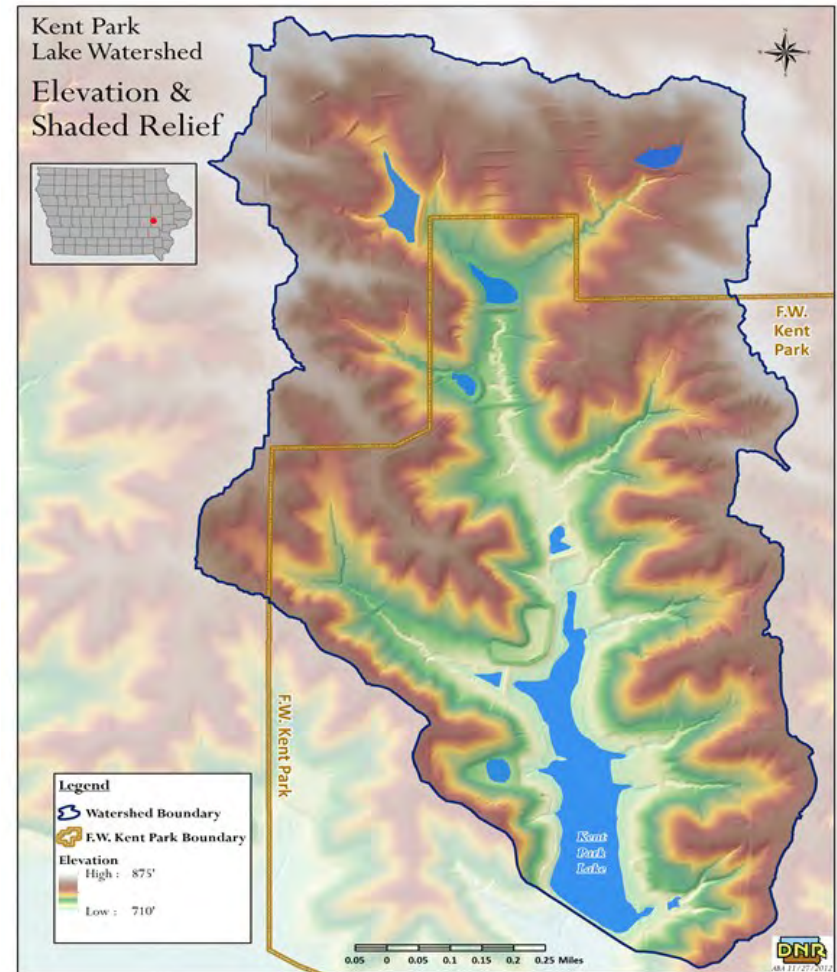 Kent Park
Lake Watershed
Elevation &
Shaded Relief
F.W.
Kent
Park
F.W. Kent Park
Kent
Park
Lake
Legend
Watershed Boundary
F.W. Kent Park Boundary
Elevation
High : 875'
Low : 710'
0.05 0 0.05 0.1 0.15 0.2 0.25 Miles
DNR